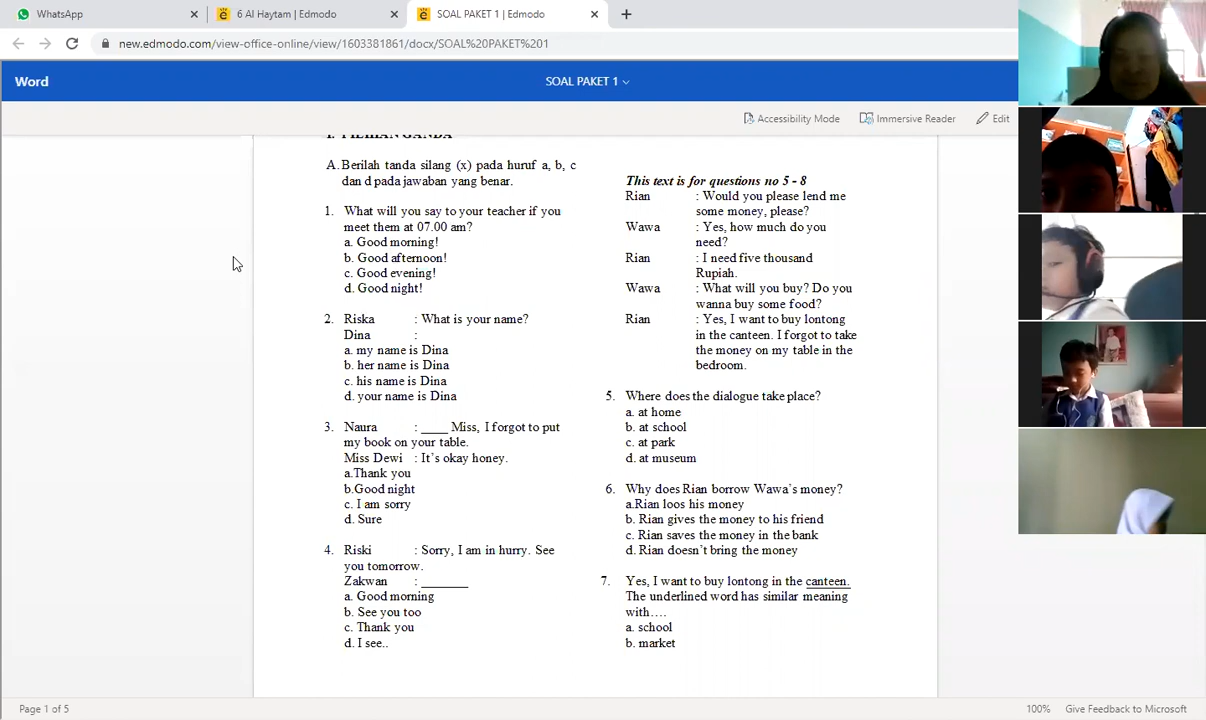 WhatsApp
6 Al Haytam | Edmodo
SOAL PAKET 1 | Edmodo
new.edmodo.com/view-office-online/view/1603381861/docx/SOAL%20PAKET%201
Word
SOAL PAKET 1
Accessibility Mode
Immersive Reader
Edit
I. PILIHAN GANDA
A. Berilah tanda silang (x) pada huruf a, b, c
dan d pada jawaban yang benar.
1. What will you say to your teacher if you
meet them at 07.00 am?
a. Good morning!
b. Good afternoon!
c. Good evening!
d. Good night!
2. Riska : What is your name?
Dina :
a. my name is Dina
b. her name is Dina
c. his name is Dina
d. your name is Dina
3. Naura : ____ Miss, I forgot to put
my book on your table.
Miss Dewi : It's okay honey.
a.Thank you
b.Good night
c. I am sorry
d. Sure
4. Riski : Sorry, I am in hurry. See
you tomorrow.
Zakwan : _______
a. Good morning
b. See you too
c. Thank you
d. I see..
This text is for questions no 5 - 8
Rian : Would you please lend me
some money, please?
Wawa : Yes, how much do you
need?
Rian : I need five thousand
Rupiah.
Wawa : What will you buy? Do you
wanna buy some food?
Rian : Yes, I want to buy lontong
in the canteen. I forgot to take
the money on my table in the
bedroom.
5. Where does the dialogue take place?
a. at home
b. at school
c. at park
d. at museum
6. Why does Rian borrow Wawa's money?
a.Rian loos his money
b. Rian gives the money to his friend
c. Rian saves the money in the bank
d. Rian doesn't bring the money
7. Yes, I want to buy lontong in the canteen.
The underlined word has similar meaning
with….
a. school
b. market
Page 1 of 5
100%
Give Feedback to Microsoft